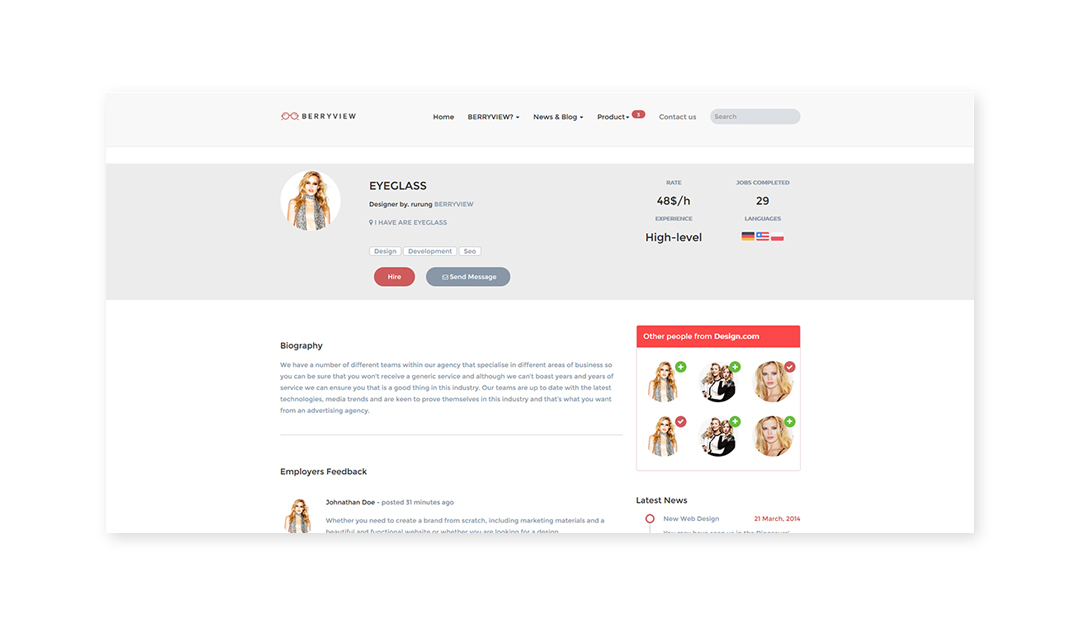 BERRYVIEW
Home BERRYVIEW? News & Blog Product 3 Contact us Search
EYEGLASS
Designer by. rurung BERRYVIEW
I HAVE ARE EYEGLASS
Design Development Seo
Hire Send Message
RATE JOBS COMPLETED
48$/h 29
EXPERIENCE LANGUAGES
High-level
Biography
We have a number of different teams within our agency that specialise in different areas of business so
you can be sure that you won't receive a generic service and although we can't boast years and years of
service we can ensure you that is a good thing in this industry. Our teams are up to date with the latest
technologies, media trends and are keen to prove themselves in this industry and that's what you want
from an advertising agency.
Employers Feedback
Johnathan Doe - posted 31 minutes ago
Whether you need to create a brand from scratch, including marketing materials and a
beautiful and functional website or whether you are looking for a design
Other people from Design.com
Latest News
New Web Design 21 March, 2014
You may have seen us in the